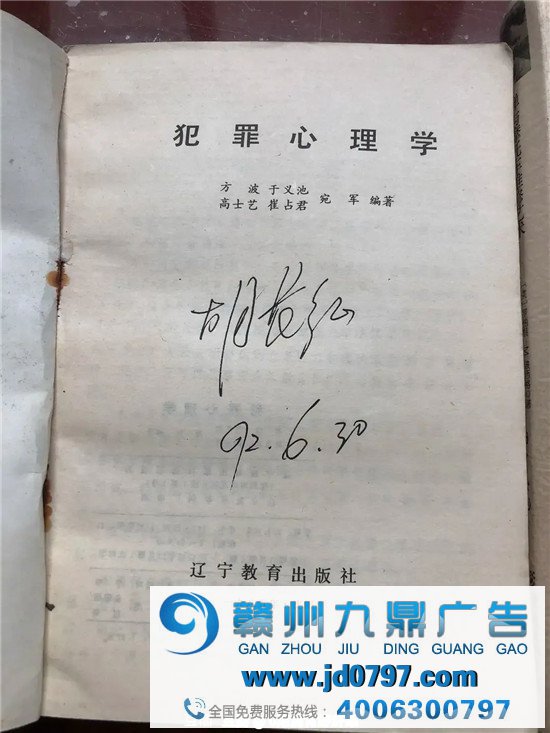 犯罪心理学
方 波 于义池
高士艺 崔占君 宛 军 编著
92.6.30
辽宁教育出版社
赣州九鼎广告
GAN ZHOU JIU DING GUANG GAO
www.jd0797.com
全国免费服务热线: 4006300797